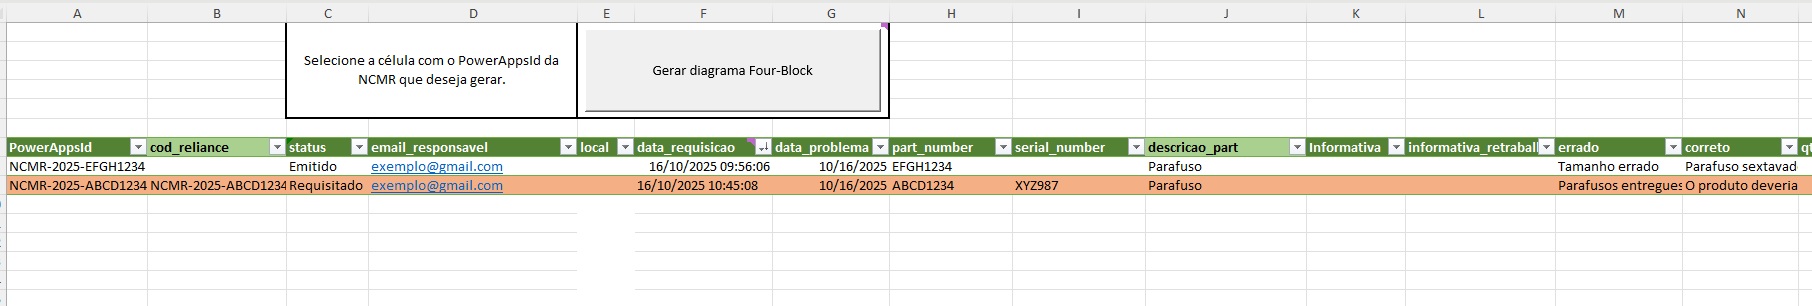 A B C D E F G H I J K L M N
Selecione a célula com o PowerAppsId da
NCMR que deseja gerar.
Gerar diagrama Four-Block
PowerAppsId cod_reliance status email_responsavel local data_requisicao data_problema part_number serial_number descricao_part Informativa informativa_retrabal errado correto qt
NCMR-2025-EFGH1234 Emitido exemplo@gmail.com 16/10/2025 09:56:06 10/16/2025 EFGH1234 Parafuso Tamanho errado Parafuso sextavad
NCMR-2025-ABCD1234 NCMR-2025-ABCD1234 Requisitado exemplo@gmail.com 16/10/2025 10:45:08 10/16/2025 ABCD1234 XYZ987 Parafuso Parafusos entregues O produto deveria